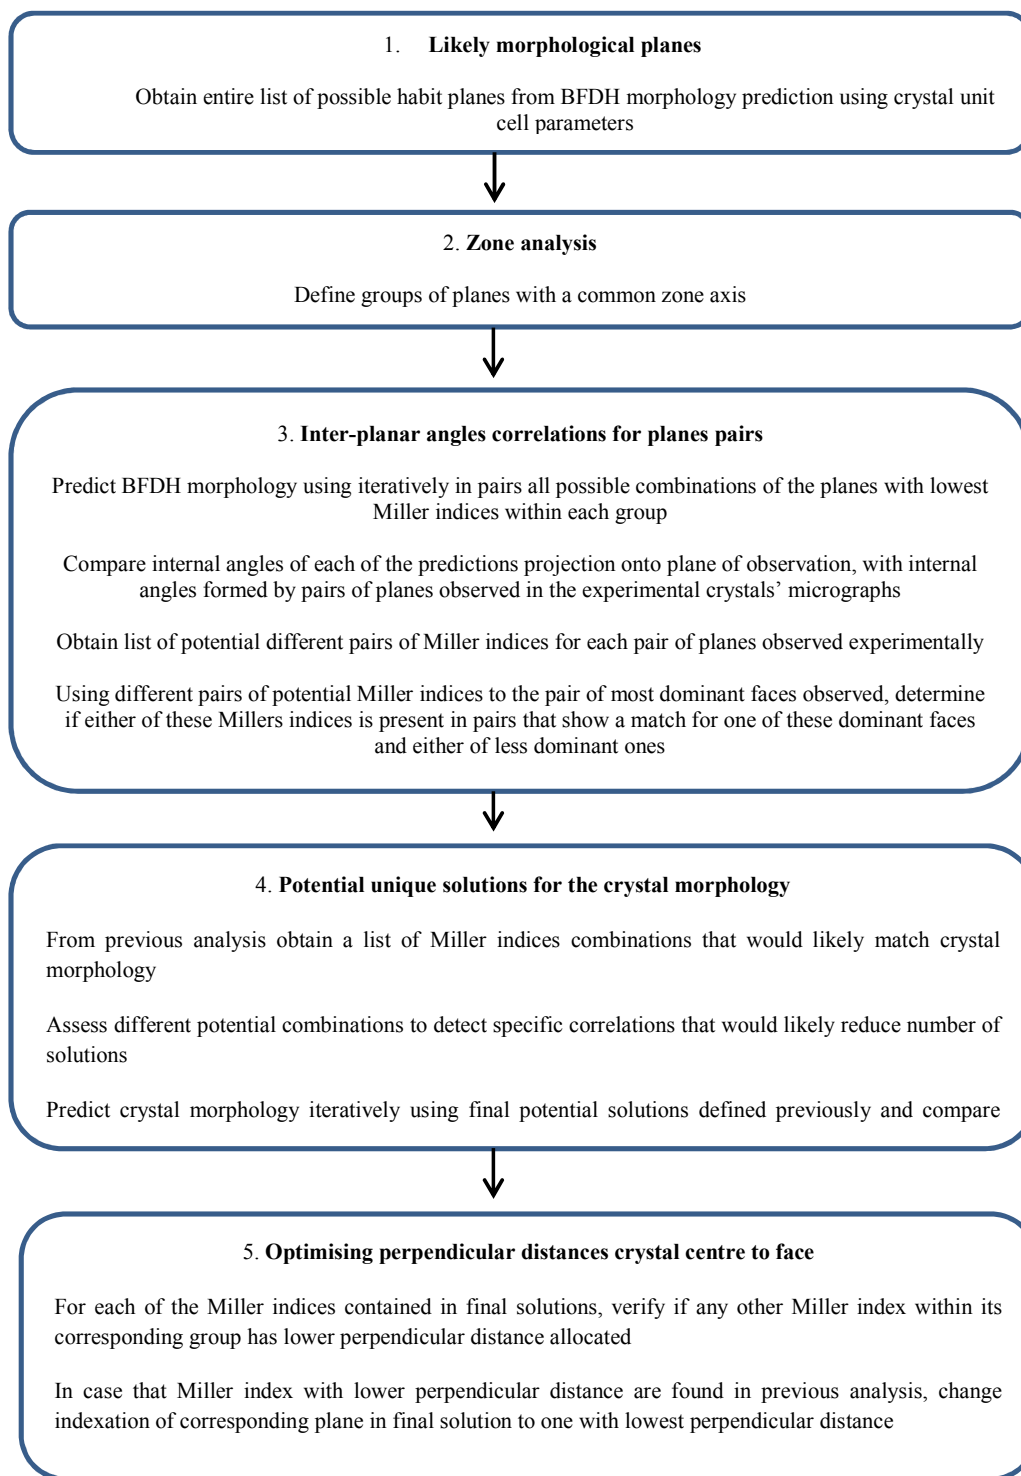 1. Likely morphological planes
Obtain entire list of possible habit planes from BFDH morphology prediction using crystal unit
cell parameters
2. Zone analysis
Define groups of planes with a common zone axis
3. Inter-planar angles correlations for planes pairs
Predict BFDH morphology using iteratively in pairs all possible combinations of the planes with lowest
Miller indices within each group
Compare internal angles of each of the predictions projection onto plane of observation, with internal
angles formed by pairs of planes observed in the experimental crystals’ micrographs
Obtain list of potential different pairs of Miller indices for each pair of planes observed experimentally
Using different pairs of potential Miller indices to the pair of most dominant faces observed, determine
if either of these Millers indices is present in pairs that show a match for one of these dominant faces
and either of less dominant ones
4. Potential unique solutions for the crystal morphology
From previous analysis obtain a list of Miller indices combinations that would likely match crystal
morphology
Assess different potential combinations to detect specific correlations that would likely reduce number of
solutions
Predict crystal morphology iteratively using final potential solutions defined previously and compare
5. Optimising perpendicular distances crystal centre to face
For each of the Miller indices contained in final solutions, verify if any other Miller index within its
corresponding group has lower perpendicular distance allocated
In case that Miller index with lower perpendicular distance are found in previous analysis, change
indexation of corresponding plane in final solution to one with lowest perpendicular distance